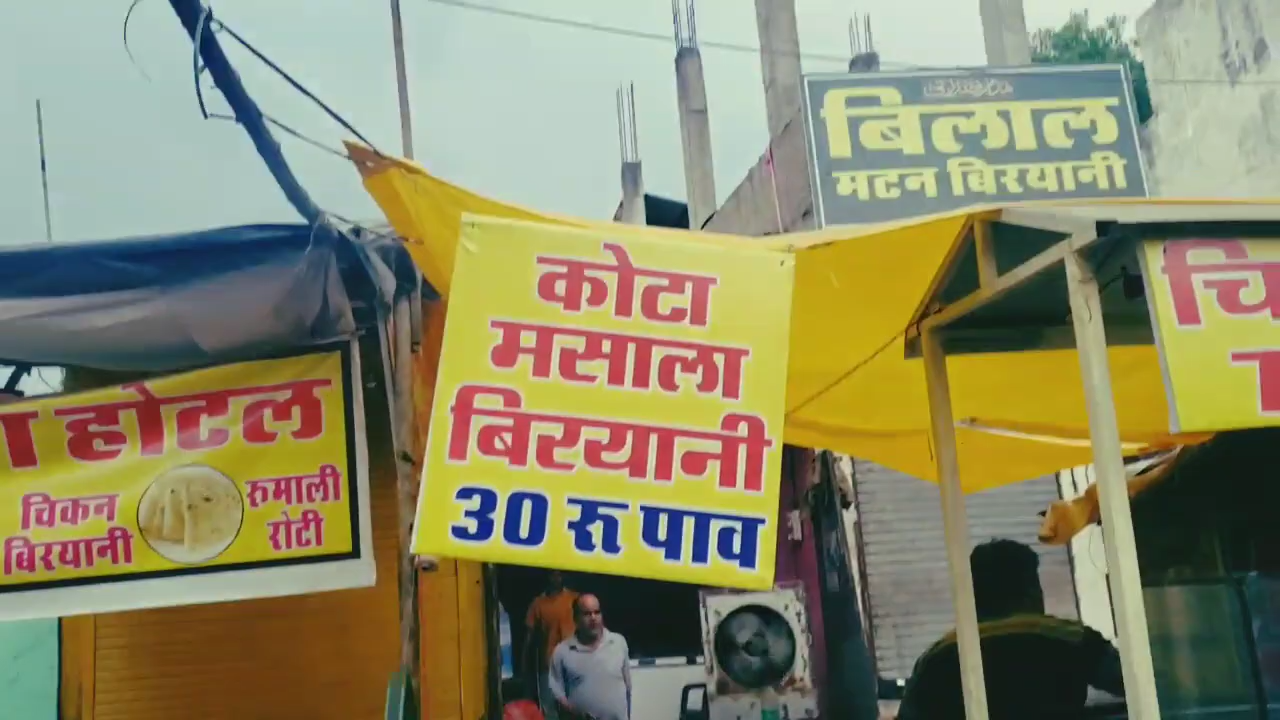 बिलाल
मटन बिरयानी
कोटा
मसाला
बिरयानी
30 रु पाव
होटल
चिकन
बिरयानी
रुमाली
रोटी